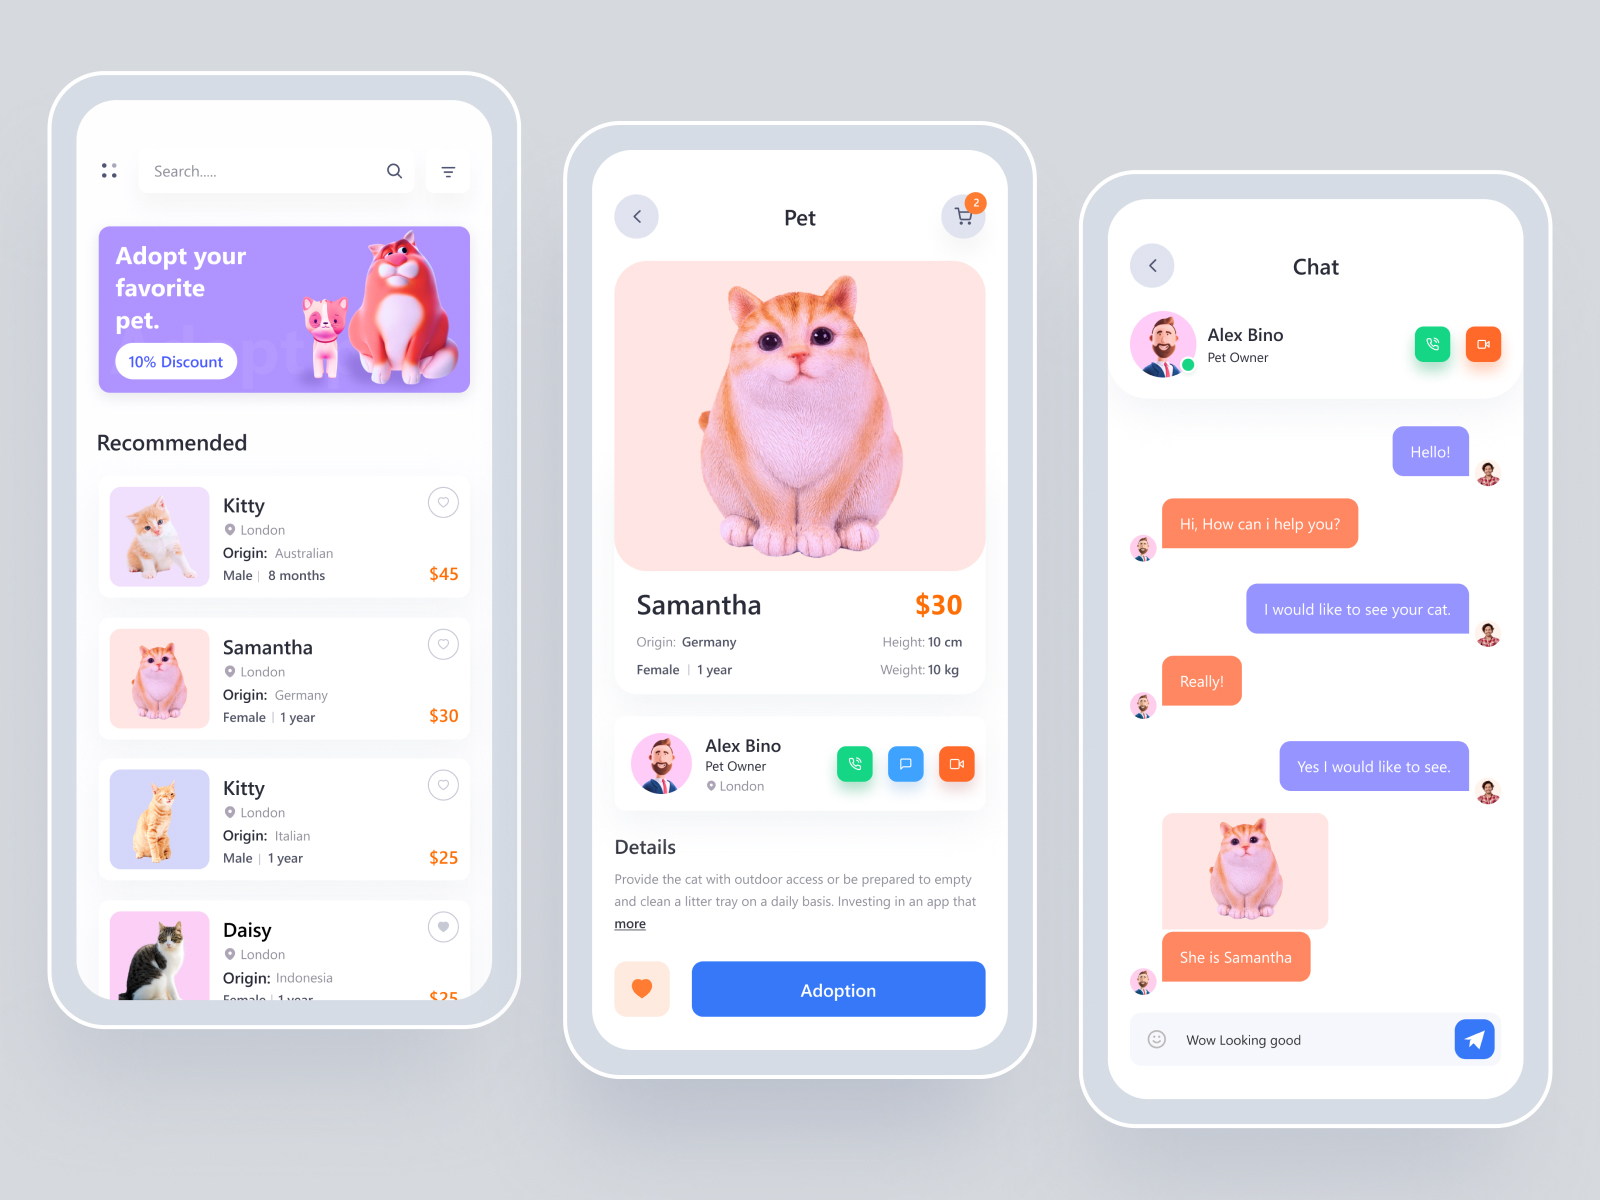 Search.....
Adopt your
favorite
pet.
10% Discount
Recommended
Kitty
London
Origin: Australian
Male | 8 months
$45
Samantha
London
Origin: Germany
Female | 1 year
$30
Kitty
London
Origin: Italian
Male | 1 year
$25
Daisy
London
Origin: Indonesia
Female | 1 year
$25
Pet
2
Samantha
$30
Origin: Germany
Height: 10 cm
Female | 1 year
Weight: 10 kg
Alex Bino
Pet Owner
London
Details
Provide the cat with outdoor access or be prepared to empty
and clean a litter tray on a daily basis. Investing in an app that
more
Adoption
Chat
Alex Bino
Pet Owner
Hello!
Hi, How can i help you?
I would like to see your cat.
Really!
Yes I would like to see.
She is Samantha
Wow Looking good